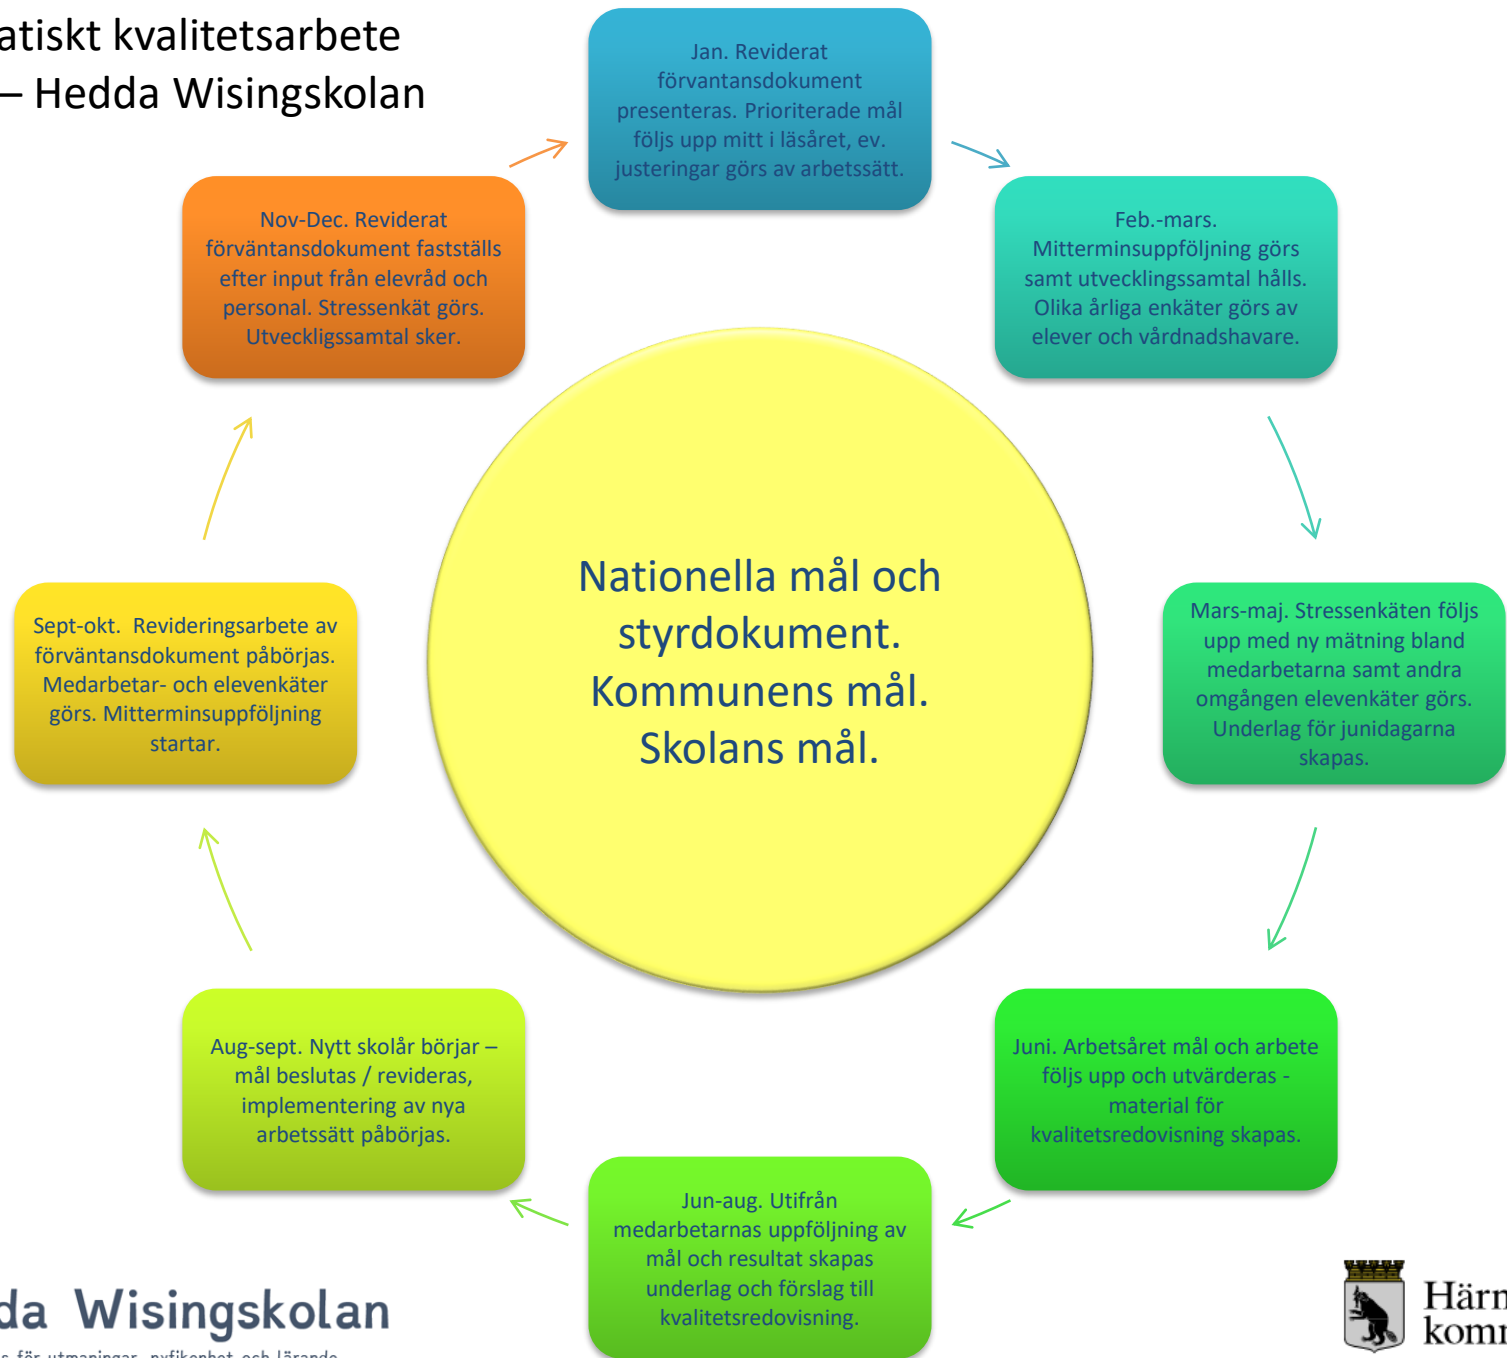 atiskt kvalitetsarbete
– Hedda Wisingskolan
Jan. Reviderat
förvantansdokument
presenteras. Prioriterade mål
följs upp mitt i läsåret, ev.
justeringar görs av arbetssätt.
Feb.-mars.
Mitterminsuppföljning görs
samt utvecklingssamtal hålls.
Olika årliga enkäter görs av
elever och vårdnadshavare.
Mars-maj. Stressenkäten följs
upp med ny mätning bland
medarbetarna samt andra
omgången elevenkäter görs.
Underlag för junidagarna
skapas.
Juni. Arbetsåret mål och arbete
följs upp och utvärderas -
material för
kvalitetsredovisning skapas.
Jun-aug. Utifrån
medarbetarnas uppföljning av
mål och resultat skapas
underlag och förslag till
kvalitetsredovisning.
Aug-sept. Nytt skolår börjar –
mål beslutas / revideras,
implementering av nya
arbetssätt påbörjas.
Sept-okt. Revideringsarbete av
förväntansdokument påbörjas.
Medarbetar- och elevenkäter
görs. Mitterminsuppföljning
startar.
Nov-Dec. Reviderat
förväntansdokument fastställs
efter input från elevråd och
personal. Stressenkät görs.
Utveckligssamtal sker.
Nationella mål och
styrdokument.
Kommunens mål.
Skolans mål.
da Wisingskolan
s för utmaningar, nyfikenhet och lärande
Härn
komm